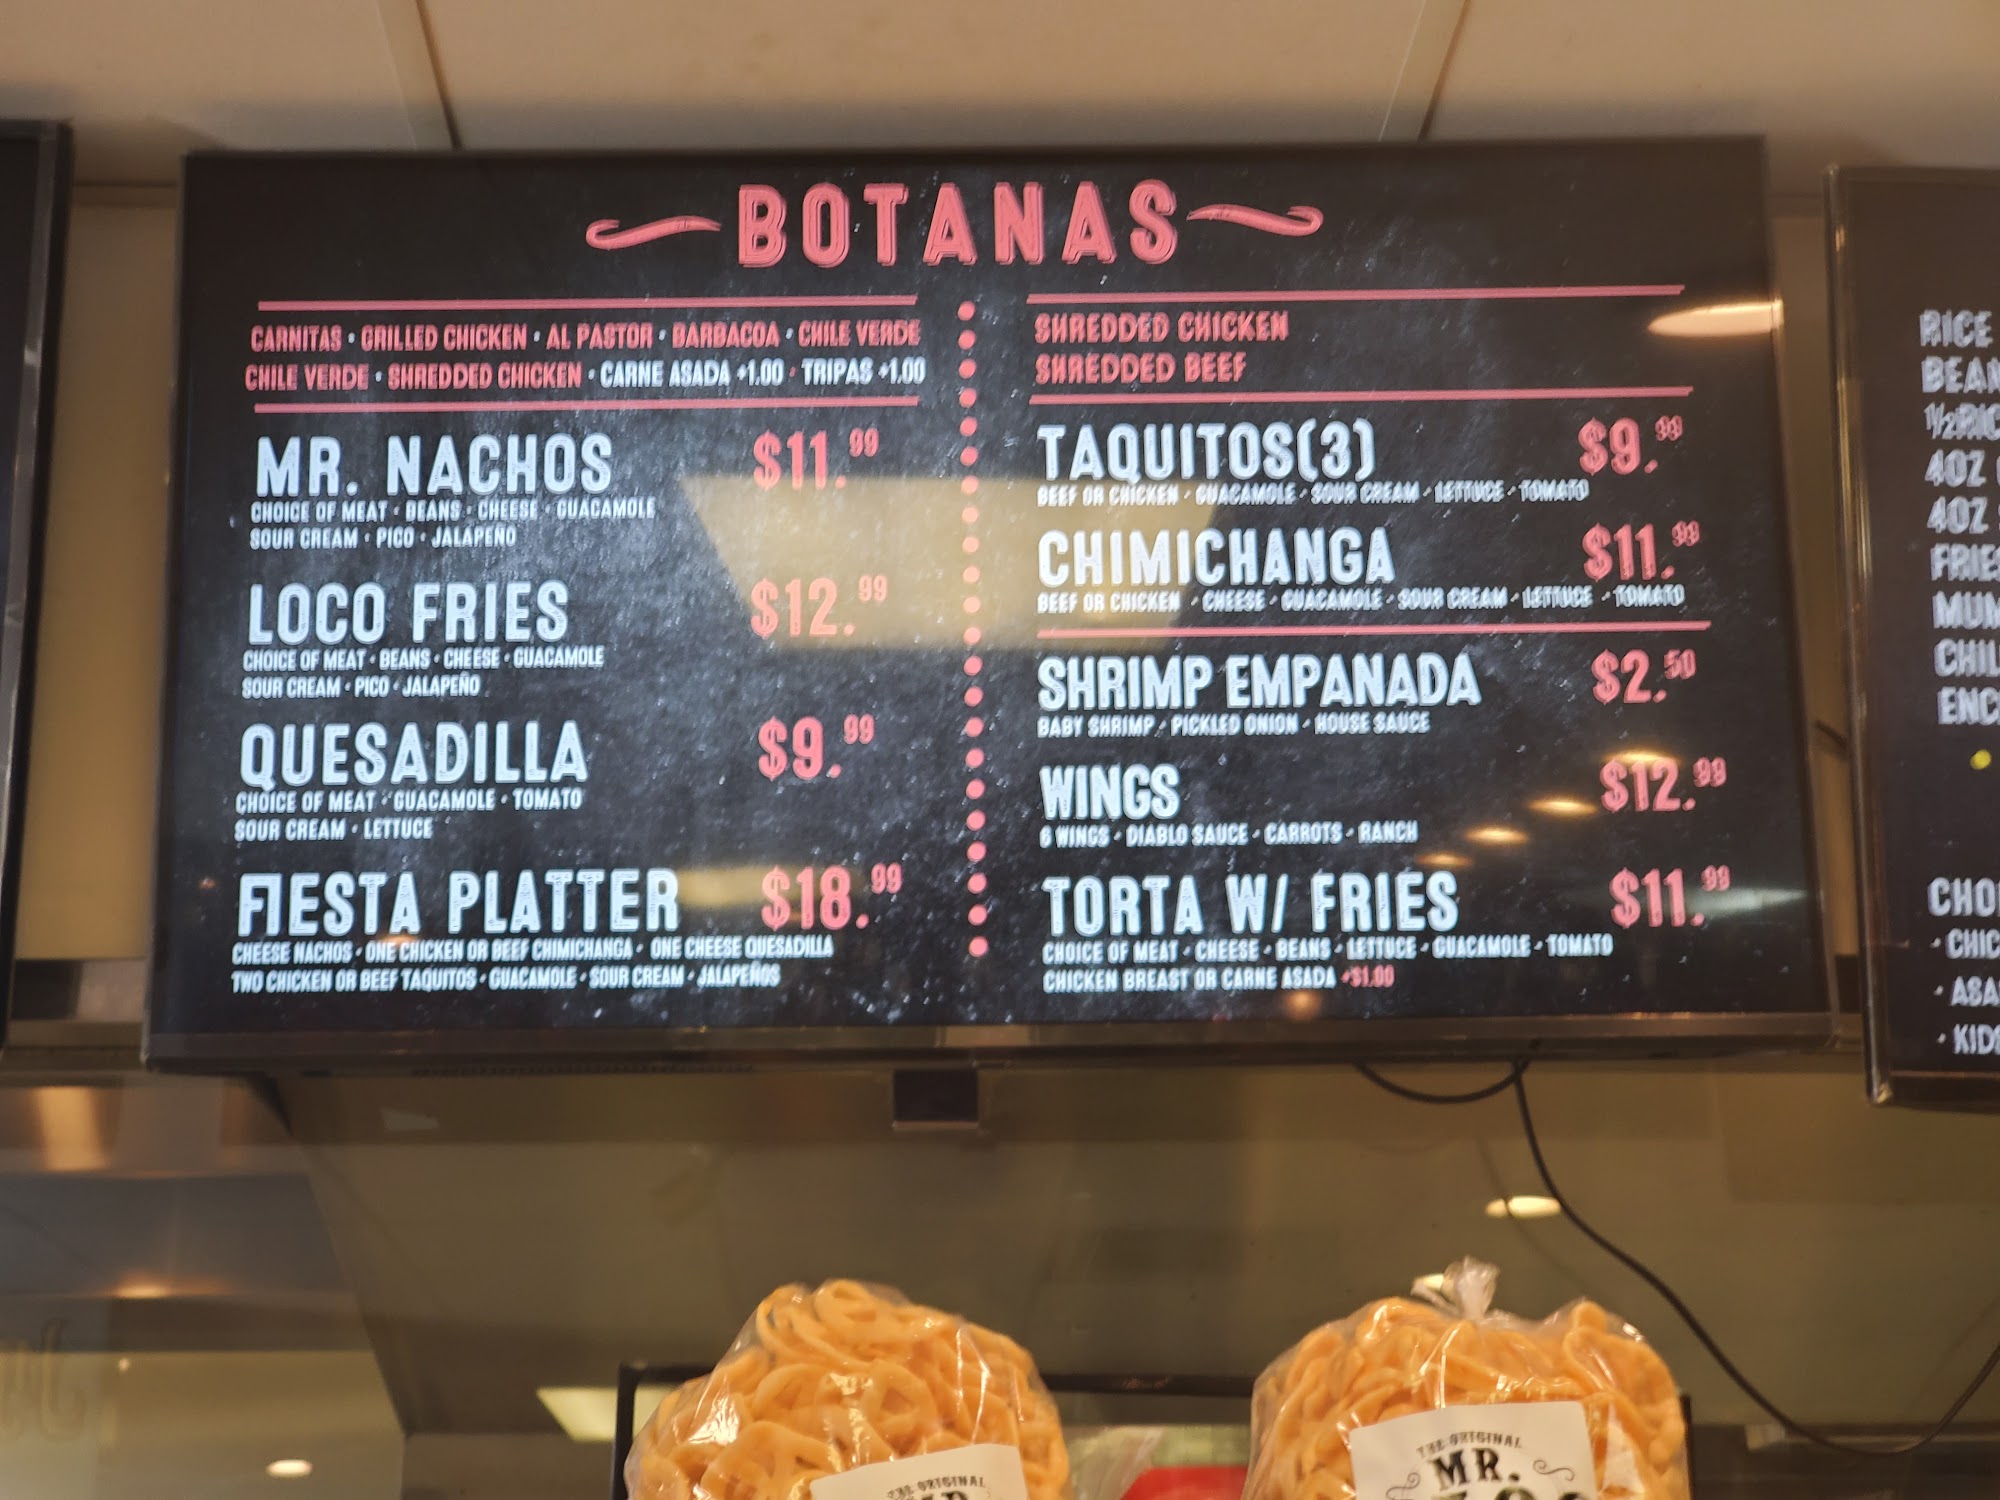 BOTANAS
CARNITAS • GRILLED CHICKEN • AL PASTOR • BARBACOA • CHILE VERDE
CHILE VERDE • SHREDDED CHICKEN • CARNE ASADA +1.00 • TRIPAS +1.00
MR. NACHOS $11.99
CHOICE OF MEAT • BEANS • CHEESE • GUACAMOLE
SOUR CREAM • PICO • JALAPEÑO
LOCO FRIES $12.99
CHOICE OF MEAT • BEANS • CHEESE • GUACAMOLE
SOUR CREAM • PICO • JALAPEÑO
QUESADILLA $9.99
CHOICE OF MEAT • GUACAMOLE • TOMATO
SOUR CREAM • LETTUCE
FIESTA PLATTER $18.99
CHEESE NACHOS • ONE CHICKEN OR BEEF CHIMICHANGA • ONE CHEESE QUESADILLA
TWO CHICKEN OR BEEF TAQUITOS • GUACAMOLE • SOUR CREAM • JALAPEÑOS
SHREDDED CHICKEN
SHREDDED BEEF
TAQUITOS(3) $9.99
BEEF OR CHICKEN • GUACAMOLE • SOUR CREAM • LETTUCE • TOMATO
CHIMICHANGA $11.99
BEEF OR CHICKEN • CHEESE • GUACAMOLE • SOUR CREAM • LETTUCE • TOMATO
SHRIMP EMPANADA $2.50
BABY SHRIMP • PICKLED ONION • HOUSE SAUCE
WINGS $12.99
6 WINGS • DIABLO SAUCE • CARROTS • RANCH
TORTA W/ FRIES $11.99
CHOICE OF MEAT • CHEESE • BEANS • LETTUCE • GUACAMOLE • TOMATO
CHICKEN BREAST OR CARNE ASADA +$1.00
RICE
4OZ
4OZ
THE ORIGINAL
THE ORIGINAL
MR.